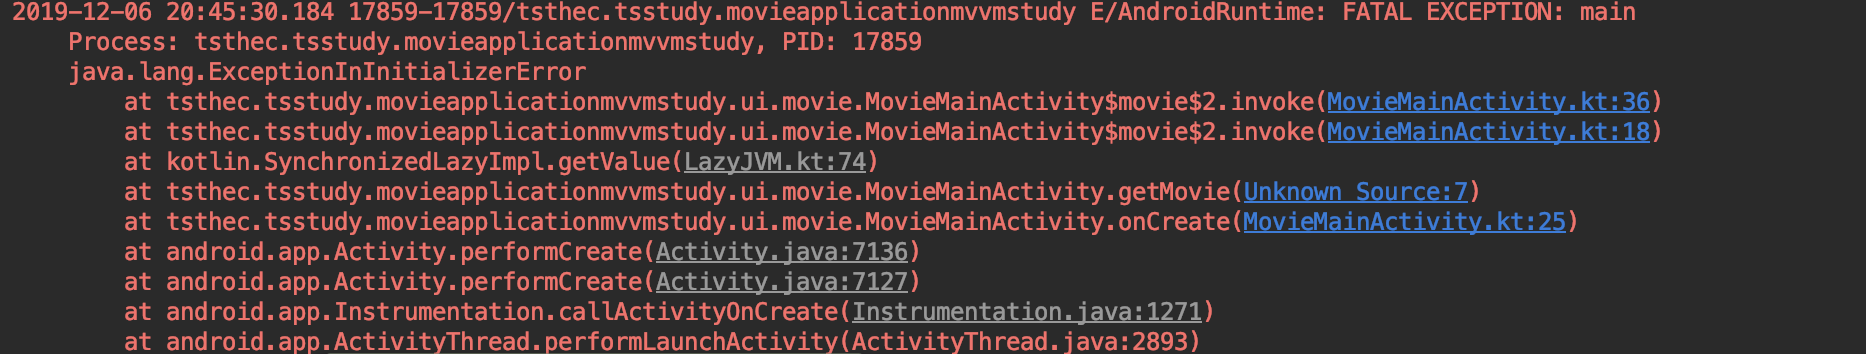 2019-12-06 20:45:30.184 17859-17859/tsthec.tsstudy.movieapplicationmvvmstudy E/AndroidRuntime: FATAL EXCEPTION: main
Process: tsthec.tsstudy.movieapplicationmvvmstudy, PID: 17859
java.lang.ExceptionInInitializerError
at tsthec.tsstudy.movieapplicationmvvmstudy.ui.movie.MovieMainActivity$movie$2.invoke(MovieMainActivity.kt:36)
at tsthec.tsstudy.movieapplicationmvvmstudy.ui.movie.MovieMainActivity$movie$2.invoke(MovieMainActivity.kt:18)
at kotlin.SynchronizedLazyImpl.getValue(LazyJVM.kt:74)
at tsthec.tsstudy.movieapplicationmvvmstudy.ui.movie.MovieMainActivity.getMovie(Unknown Source:7)
at tsthec.tsstudy.movieapplicationmvvmstudy.ui.movie.MovieMainActivity.onCreate(MovieMainActivity.kt:25)
at android.app.Activity.performCreate(Activity.java:7136)
at android.app.Activity.performCreate(Activity.java:7127)
at android.app.Instrumentation.callActivityOnCreate(Instrumentation.java:1271)
at android.app.ActivityThread.performLaunchActivity(ActivityThread.java:2893)